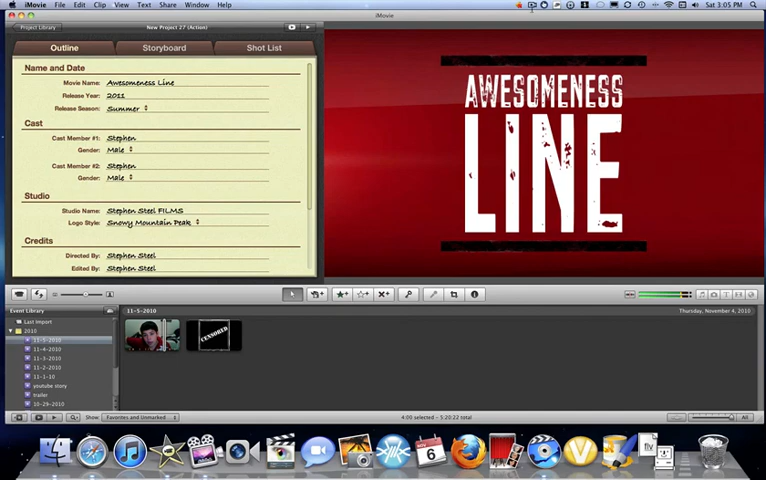 iMovie File Edit Clip View Text Share Window Help Sat 3:05 PM
iMovie
Project Library New Project 27 (Action)
Outline Storyboard Shot List
Name and Date
Movie Name: Awesomeness Line
Release Year: 2011
Release Season: Summer
Cast
Cast Member #1: Stephen
Gender: Male
Cast Member #2: Stephen
Gender: Male
Studio
Studio Name: Stephen Steel FILMS
Logo Style: Snowy Mountain Peak
Credits
Directed By: Stephen Steel
Edited By: Stephen Steel
AWESOMENESS
LINE
Event Library 11-5-2010 Thursday, November 4, 2010
Last Import
2010
11-5-2010
11-4-2010
11-3-2010
11-2-2010
11-1-10
youtube story
trailer
10-29-2010
CENSORED
Show: Favorites and Unmarked 4:00 selected - 5:20:22 total All
NOV
6
flv